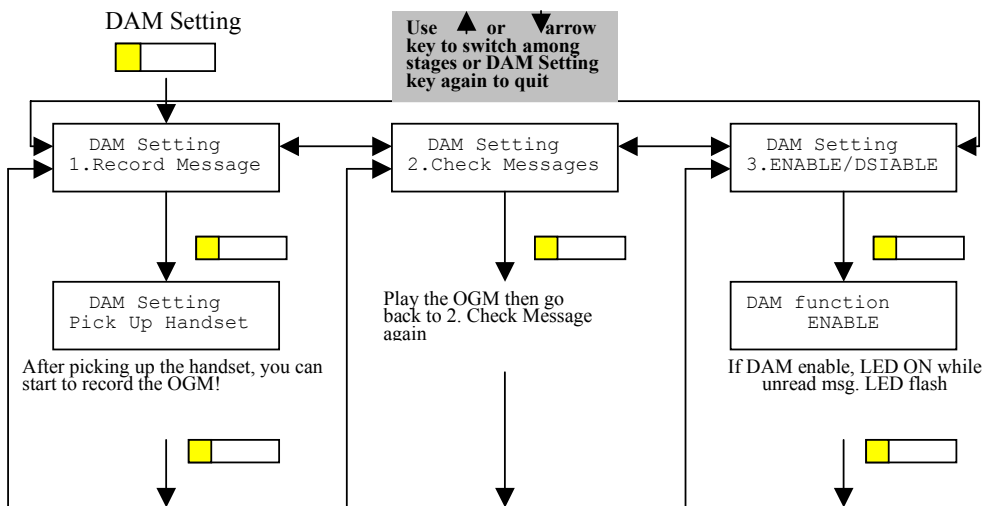 DAM Setting
Use or arrow
key to switch among
stages or DAM Setting
key again to quit
DAM Setting
1.Record Message
DAM Setting
2.Check Messages
DAM Setting
3.ENABLE/DSIABLE
DAM Setting
Pick Up Handset
Play the OGM then go
back to 2. Check Message
again
DAM function
ENABLE
After picking up the handset, you can
start to record the OGM!
If DAM enable, LED ON while
unread msg. LED flash